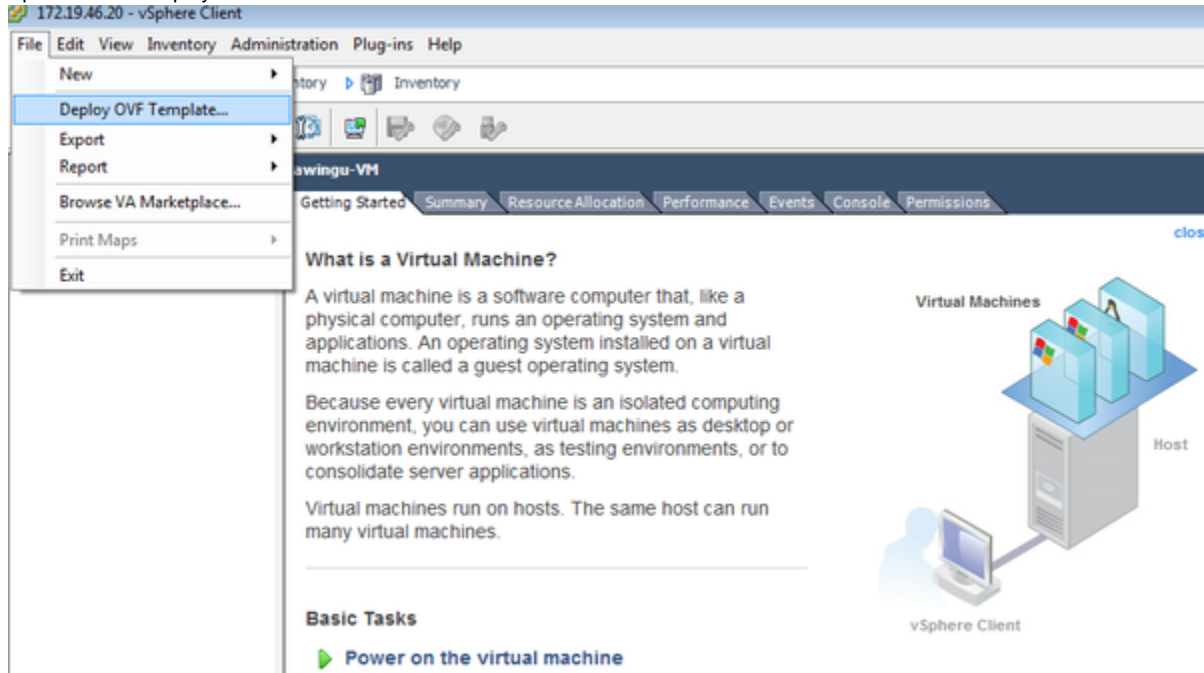 172.19.46.20 - vSphere Client
File Edit View Inventory Administration Plug-ins Help
New
ntory Inventory
Deploy OVF Template...
Export
Report
awingu-VM
Browse VA Marketplace...
Getting Started Summary Resource Allocation Performance Events Console Permissions
Print Maps
clos
Exit
What is a Virtual Machine?
A virtual machine is a software computer that, like a
physical computer, runs an operating system and
applications. An operating system installed on a virtual
machine is called a guest operating system.
Virtual Machines
Because every virtual machine is an isolated computing
environment, you can use virtual machines as desktop or
workstation environments, as testing environments, or to
consolidate server applications.
Host
Virtual machines run on hosts. The same host can run
many virtual machines.
Basic Tasks
vSphere Client
Power on the virtual machine